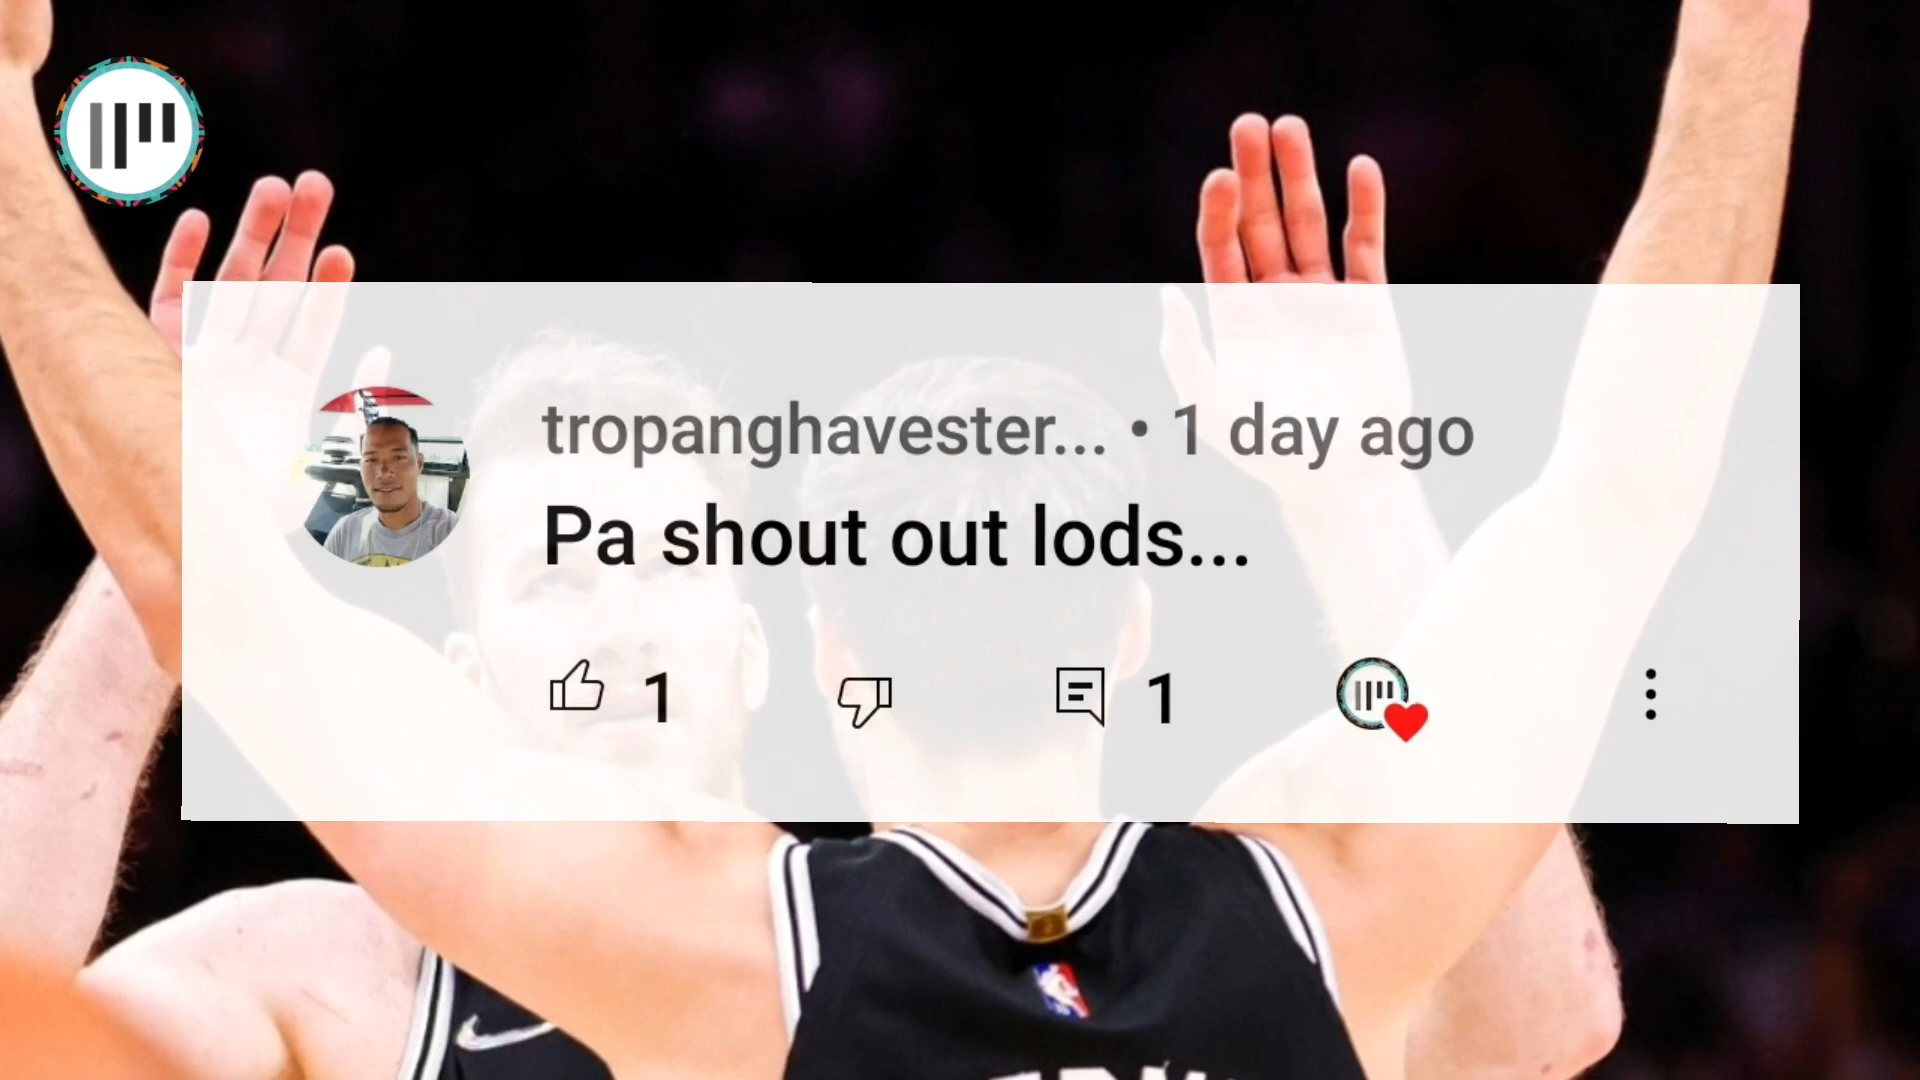 tropanghavester... • 1 day ago
Pa shout out lods...
1
1